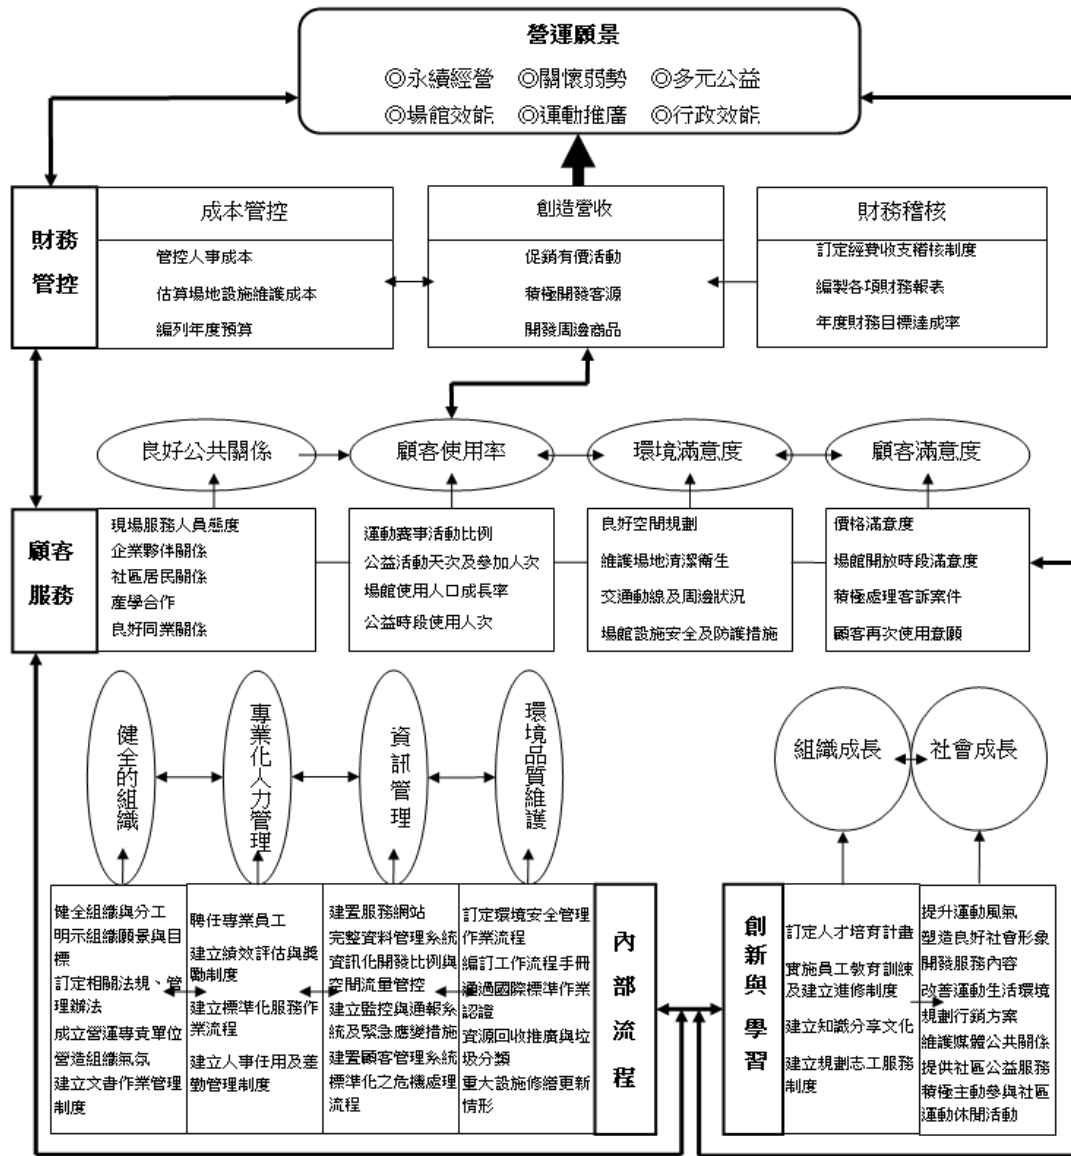 營運願景
◎永續經營 ◎關懷弱勢 ◎多元公益
◎場館效能 ◎運動推廣 ◎行政效能
財務
管控
成本管控
管控人事成本
估算場地設施維護成本
編列年度預算
創造營收
促銷有價活動
積極開發客源
開發周邊商品
財務稽核
訂定經費收支稽核制度
編製各項財務報表
年度財務目標達成率
良好公共關係
顧客使用率
環境滿意度
顧客滿意度
顧客
服務
現場服務人員態度
企業夥伴關係
社區居民關係
產學合作
良好同業關係
運動賽事活動比例
公益活動天次及參加人次
場館使用人口成長率
公益時段使用人次
良好空間規劃
維護場地清潔衛生
交通動線及周邊狀況
場館設施安全及防護措施
價格滿意度
場館開放時段滿意度
積極處理客訴案件
顧客再次使用意願
健全的組織
專業化人力管理
資訊管理
環境品質維護
組織成長
社會成長
健全組織與分工
明示組織願景與目
標
訂定相關法規、管
理辦法
成立營運專責單位
營造組織氣氛
建立文書作業管理
制度
聘任專業員工
建立績效評估與獎
勵制度
建立標準化服務作
業流程
建立人事任用及差
勤管理制度
建置服務網站
完整資料管理系統
資訊化開發比例與
空間流量管控
建立監控與通報系
統及緊急應變措施
建置顧客管理系統
標準化之危機處理
流程
訂定環境安全管理
作業流程
編訂工作流程手冊
通過國際標準作業
認證
資源回收推廣與垃
圾分類
重大設施修繕更新
情形
內部流程
創新與學習
訂定人才培育計畫
實施員工教育訓練
及建立進修制度
建立知識分享文化
建立規劃志工服務
制度
提升運動風氣
塑造良好社會形象
開發服務內容
改善運動生活環境
規劃行銷方案
維護媒體公共關係
提供社區公益服務
積極主動參與社區
運動休閒活動